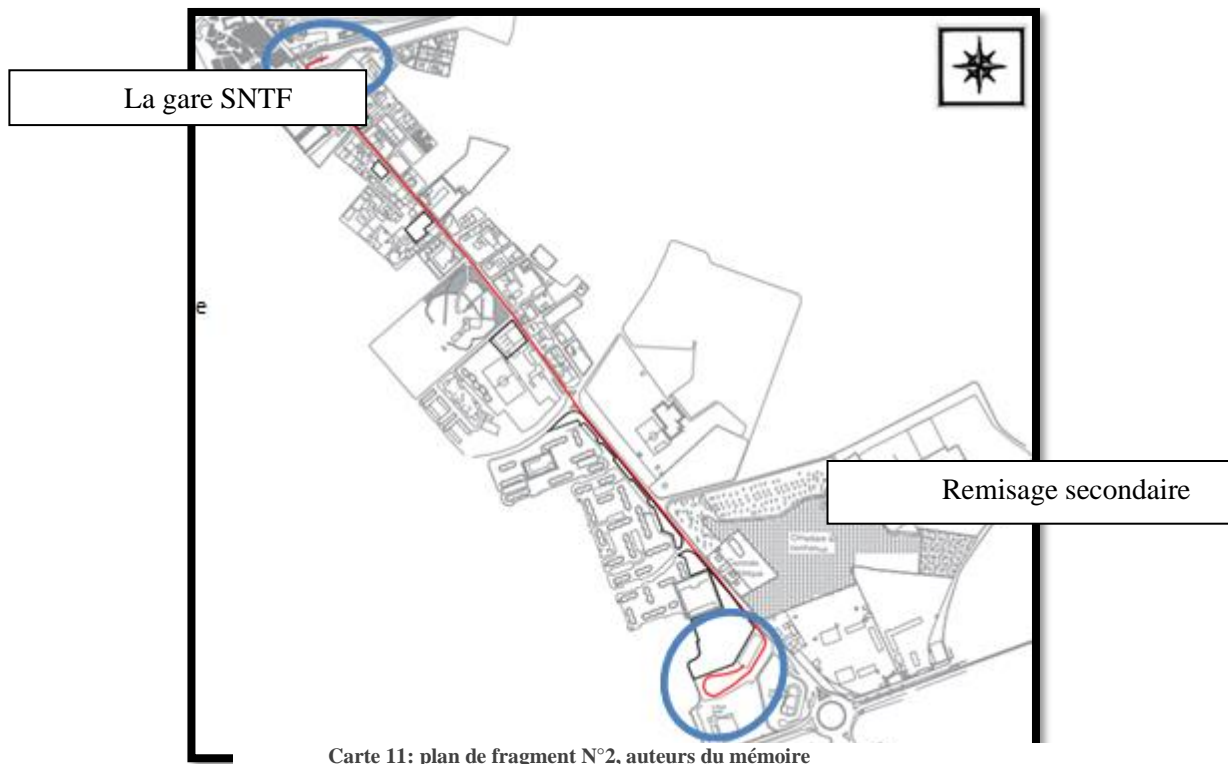 La gare SNTF
e
Remisage secondaire
Carte 11: plan de fragment N°2, auteurs du mémoire